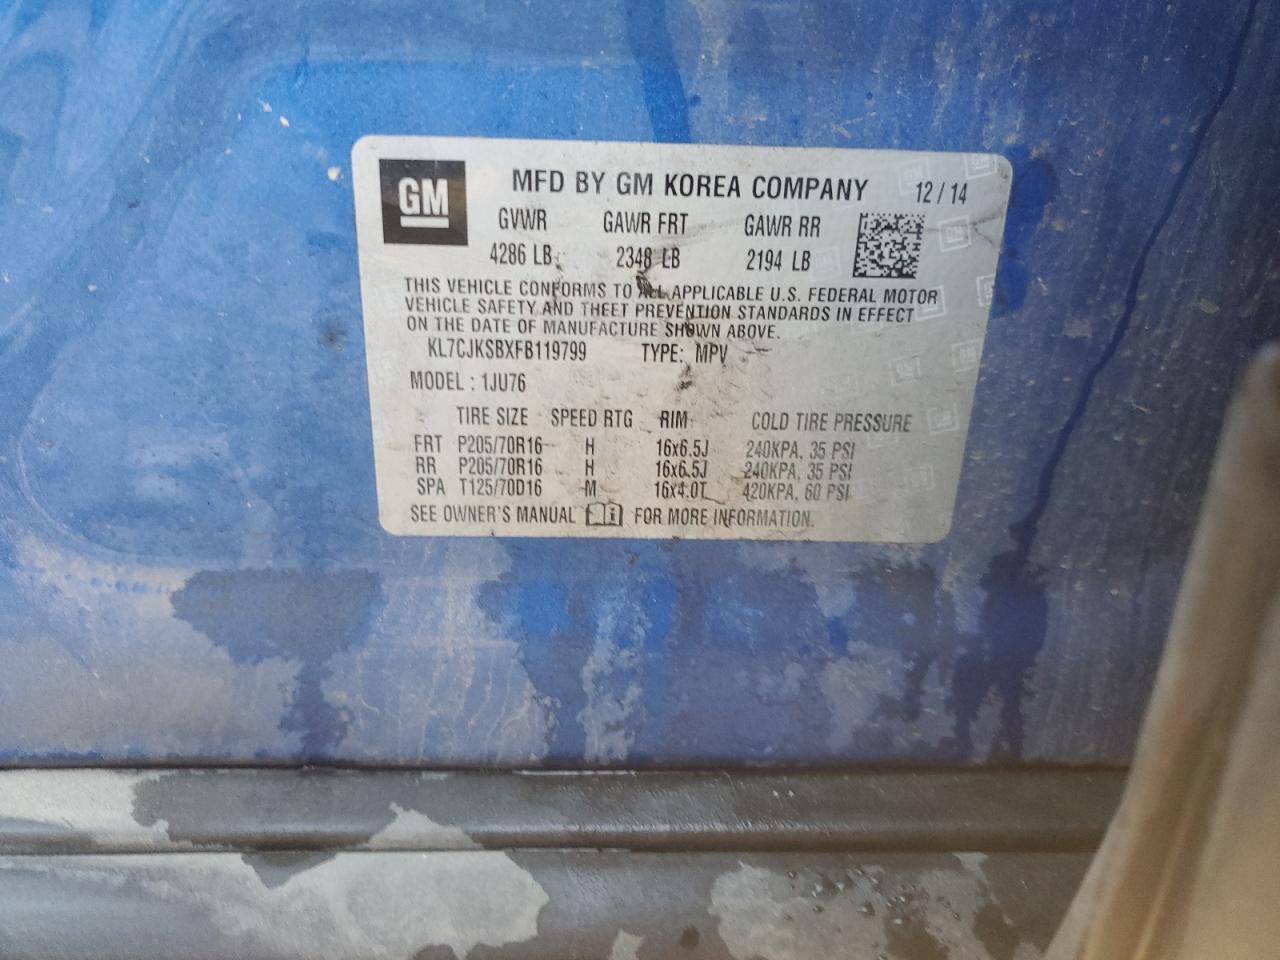 GM
MFD BY GM KOREA COMPANY 12 / 14
GVWR GAWR FRT GAWR RR
4286 LB 2348 LB 2194 LB
THIS VEHICLE CONFORMS TO ALL APPLICABLE U.S. FEDERAL MOTOR
VEHICLE SAFETY AND THEFT PREVENTION STANDARDS IN EFFECT
ON THE DATE OF MANUFACTURE SHOWN ABOVE.
KL7CJKSBXFB119799 TYPE: MPV
MODEL : 1JU76
TIRE SIZE SPEED RTG RIM COLD TIRE PRESSURE
FRT P205/70R16 H 16x6.5J 240KPA, 35 PSI
RR P205/70R16 H 16x6.5J 240KPA, 35 PSI
SPA T125/70D16 M 16x4.0T 420KPA, 60 PSI
SEE OWNER'S MANUAL FOR MORE INFORMATION.